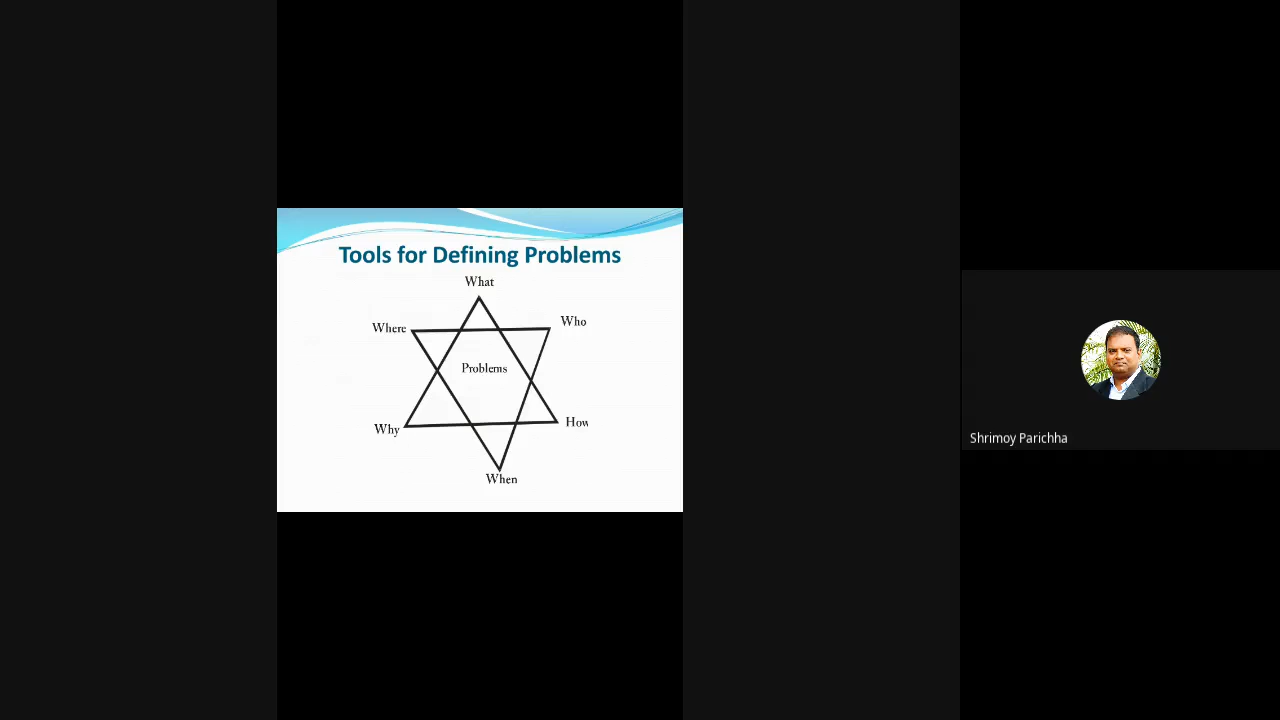 Tools for Defining Problems
What
Where
Who
Problems
Why
How
When
Shrimoy Parichha